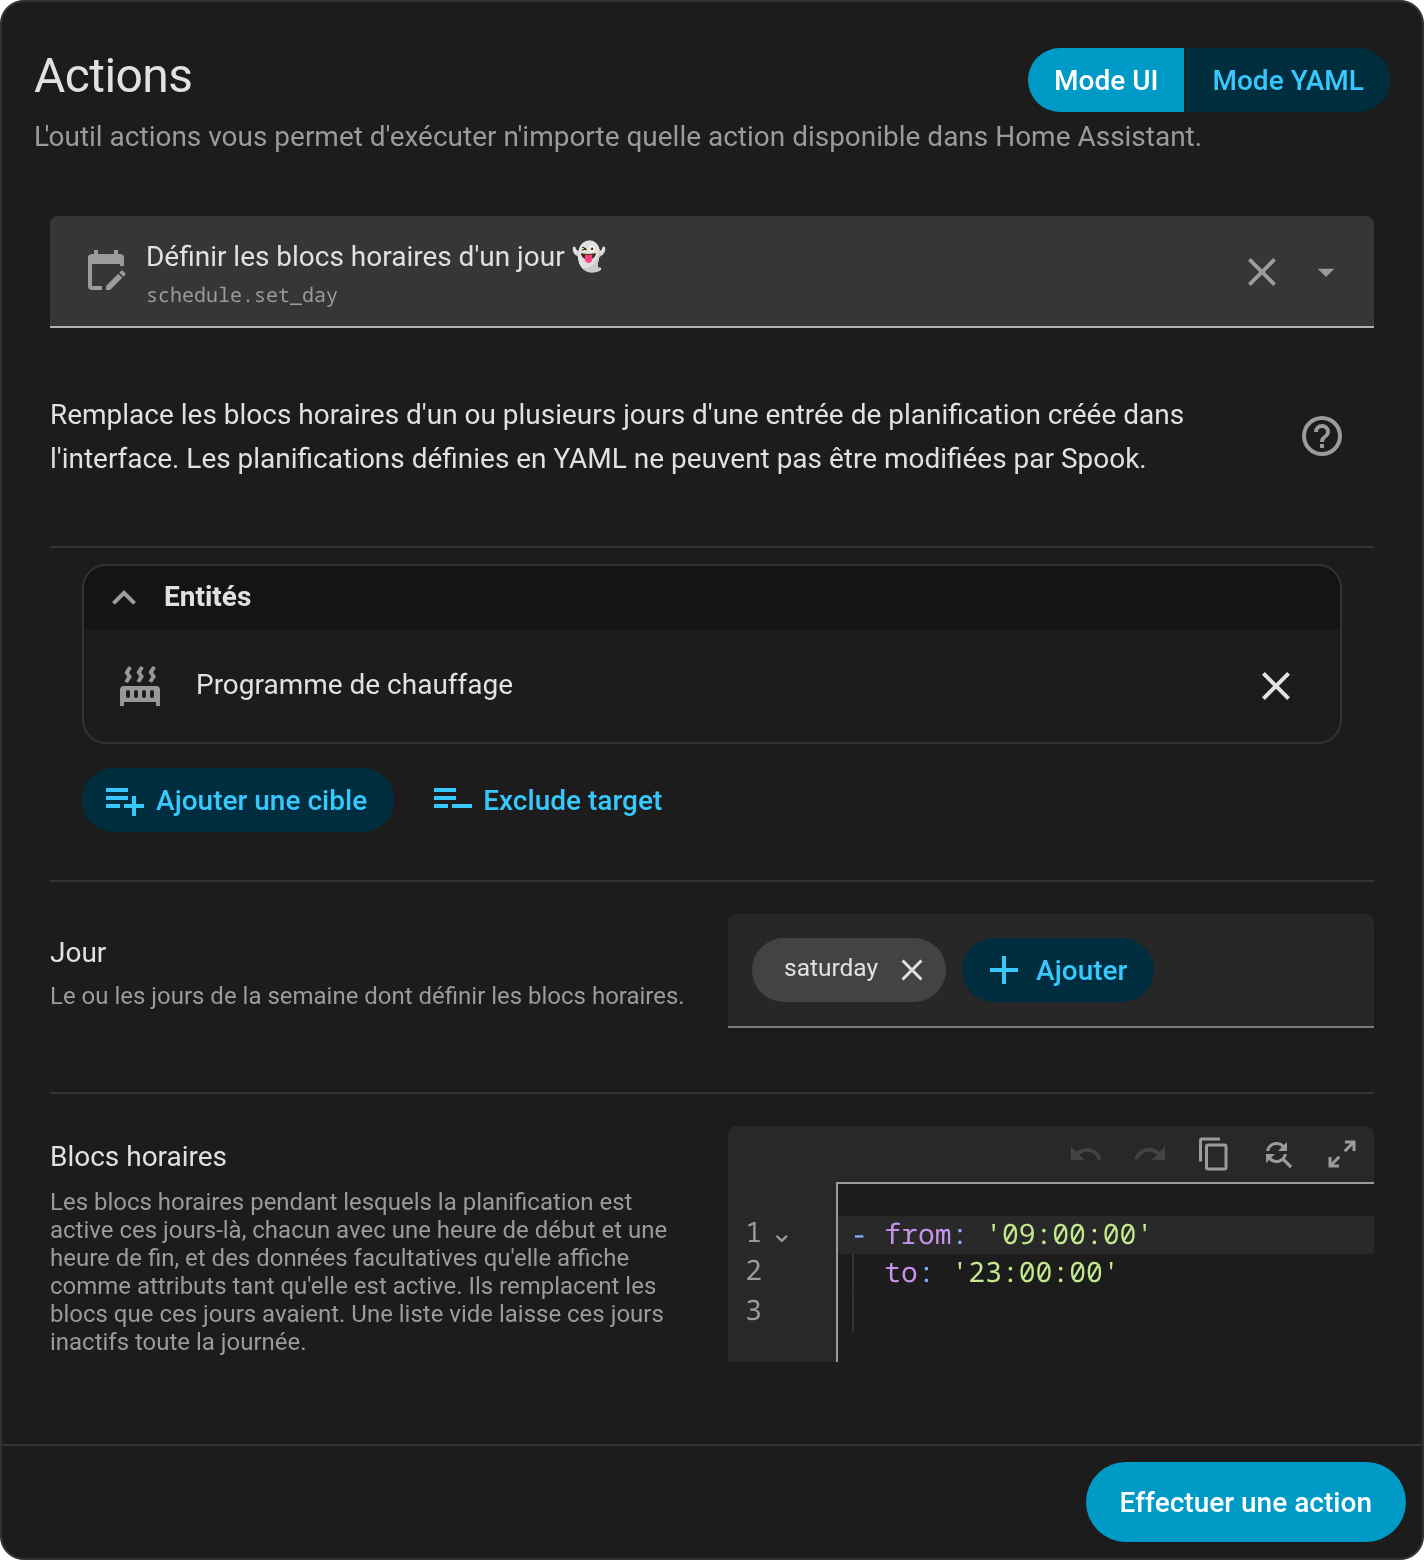 Actions
Mode UI
Mode YAML
L'outil actions vous permet d'exécuter n'importe quelle action disponible dans Home Assistant.
Définir les blocs horaires d'un jour 👻
schedule.set_day
Remplace les blocs horaires d'un ou plusieurs jours d'une entrée de planification créée dans
l'interface. Les planifications définies en YAML ne peuvent pas être modifiées par Spook.
Entités
Programme de chauffage
Ajouter une cible
Exclude target
Jour
Le ou les jours de la semaine dont définir les blocs horaires.
saturday
Ajouter
Blocs horaires
Les blocs horaires pendant lesquels la planification est
active ces jours-là, chacun avec une heure de début et une
heure de fin, et des données facultatives qu'elle affiche
comme attributs tant qu'elle est active. Ils remplacent les
blocs que ces jours avaient. Une liste vide laisse ces jours
inactifs toute la journée.
1 - from: '09:00:00'
2 to: '23:00:00'
3
Effectuer une action